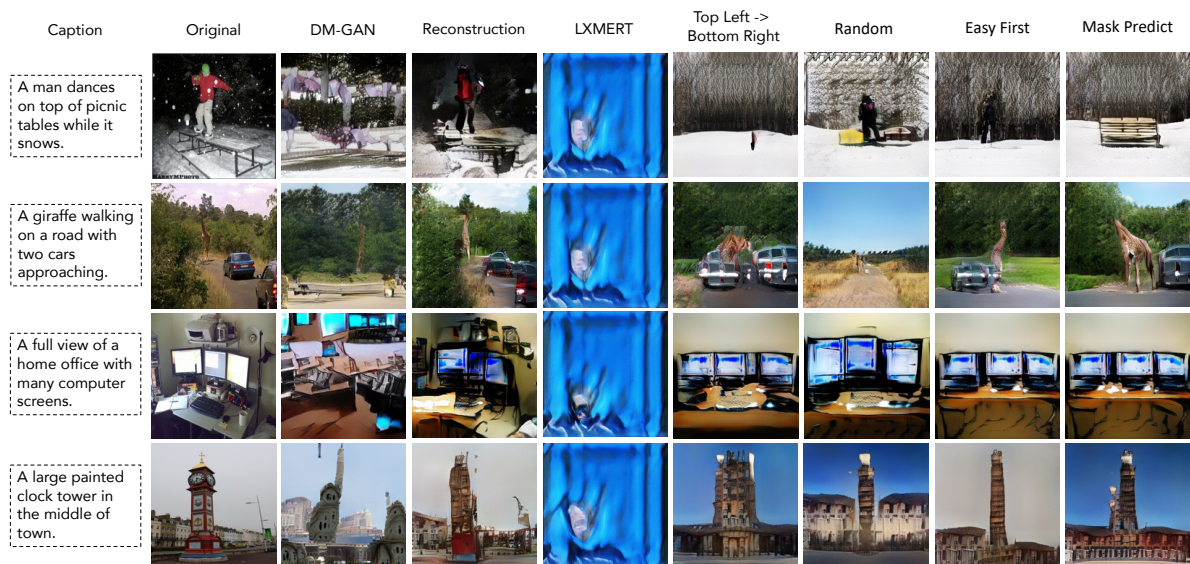 Caption
Original
DM-GAN
Reconstruction
LXMERT
Top Left ->
Bottom Right
Random
Easy First
Mask Predict
A man dances
on top of picnic
tables while it
snows.
A giraffe walking
on a road with
two cars
approaching.
A full view of a
home office with
many computer
screens.
A large painted
clock tower in
the middle of
town.